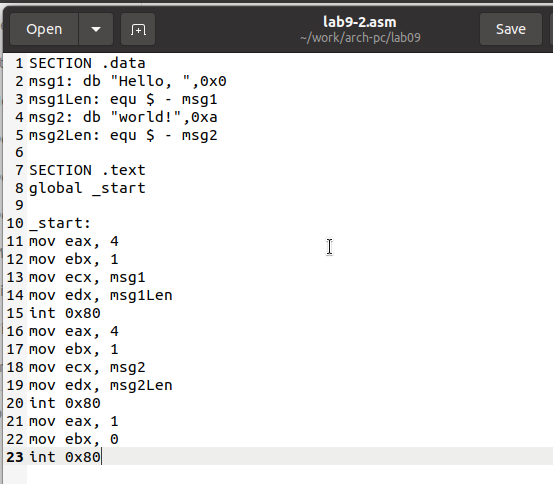 Open
lab9-2.asm
~/work/arch-pc/lab09
Save
1 SECTION .data
2 msg1: db "Hello, ",0x0
3 msg1Len: equ $ - msg1
4 msg2: db "world!",0xa
5 msg2Len: equ $ - msg2
6
7 SECTION .text
8 global _start
9
10 _start:
11 mov eax, 4
12 mov ebx, 1
13 mov ecx, msg1
14 mov edx, msg1Len
15 int 0x80
16 mov eax, 4
17 mov ebx, 1
18 mov ecx, msg2
19 mov edx, msg2Len
20 int 0x80
21 mov eax, 1
22 mov ebx, 0
23 int 0x80